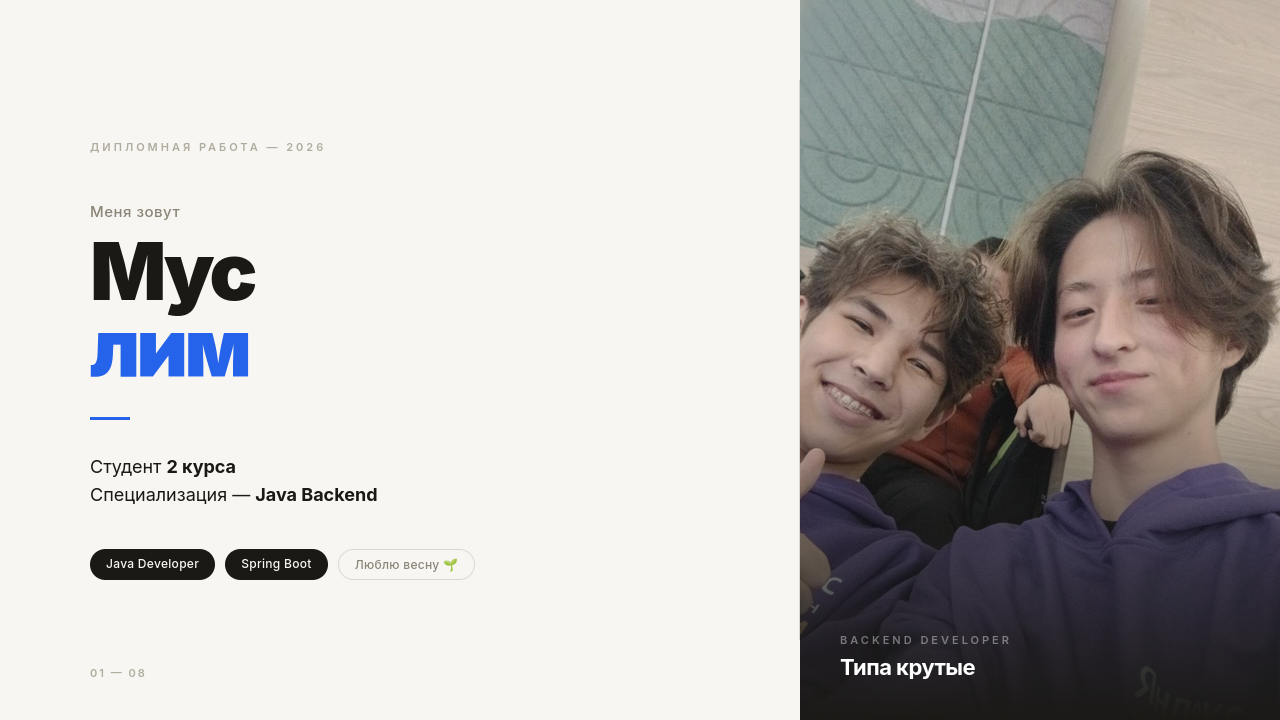 ДИПЛОМНАЯ РАБОТА — 2026
Меня зовут
Мус
лим
Студент 2 курса
Специализация — Java Backend
Java Developer
Spring Boot
Люблю весну 🌱
01 — 08
BACKEND DEVELOPER
Типа крутые